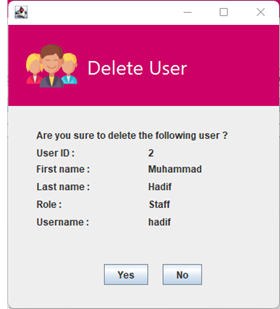 Delete User
Are you sure to delete the following user ?
User ID : 2
First name : Muhammad
Last name : Hadif
Role : Staff
Username : hadif
Yes No